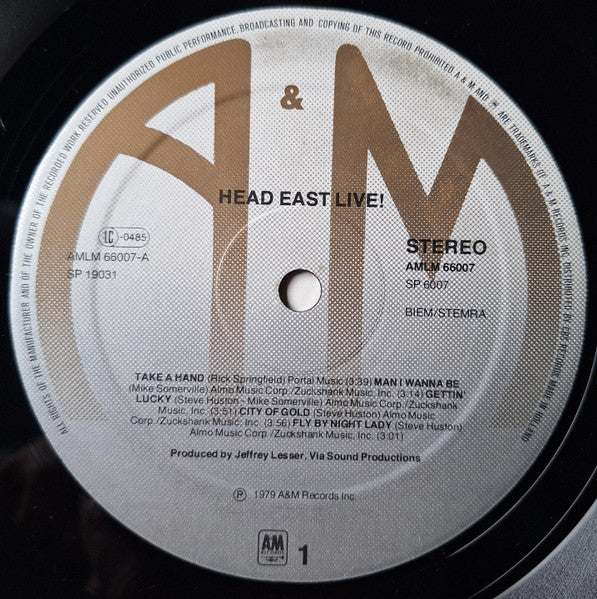 ALL RIGHTS OF THE MANUFACTURER AND OF THE OWNER OF THE RECORDED WORK RESERVED. UNAUTHORIZED PUBLIC PERFORMANCE, BROADCASTING AND COPYING OF THIS RECORD PROHIBITED. A & M AND ARE TRADEMARKS OF A & M RECORDS INC. DISTRIBUTED BY CBS RECORDS. MADE IN HOLLAND
A & M
HEAD EAST LIVE!
LC-0485
AMLM 66007-A
SP 19031
STEREO
AMLM 66007
SP 6007
BIEM/STEMRA
TAKE A HAND (Rick Springfield) Portal Music (3:39) MAN I WANNA BE
(Mike Somerville) Almo Music Corp./Zuckshank Music, Inc. (3:14) GETTIN'
LUCKY (Steve Huston - Mike Somerville) Almo Music Corp./Zuckshank
Music, Inc. (3:51) CITY OF GOLD (Steve Huston) Almo Music
Corp./Zuckshank Music, Inc. (3:56) FLY BY NIGHT LADY (Steve Huston)
Almo Music Corp./Zuckshank Music, Inc. (3:01)
Produced by Jeffrey Lesser, Via Sound Productions
℗ 1979 A&M Records Inc.
AM
RECORDS
1